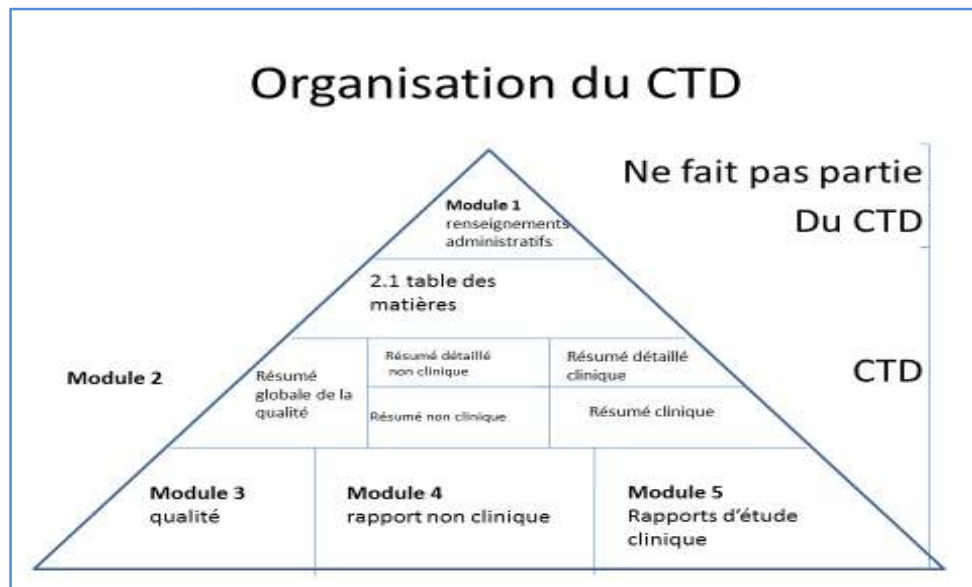 Organisation du CTD
Ne fait pas partie
Du CTD
Module 1
renseignements
administratifs
2.1 table des
matières
Module 2
Résumé
globale de la
qualité
Résumé détaillé
non clinique
Résumé détaillé
clinique
Résumé non clinique
Résumé clinique
CTD
Module 3
qualité
Module 4
rapport non clinique
Module 5
Rapports d'étude
clinique